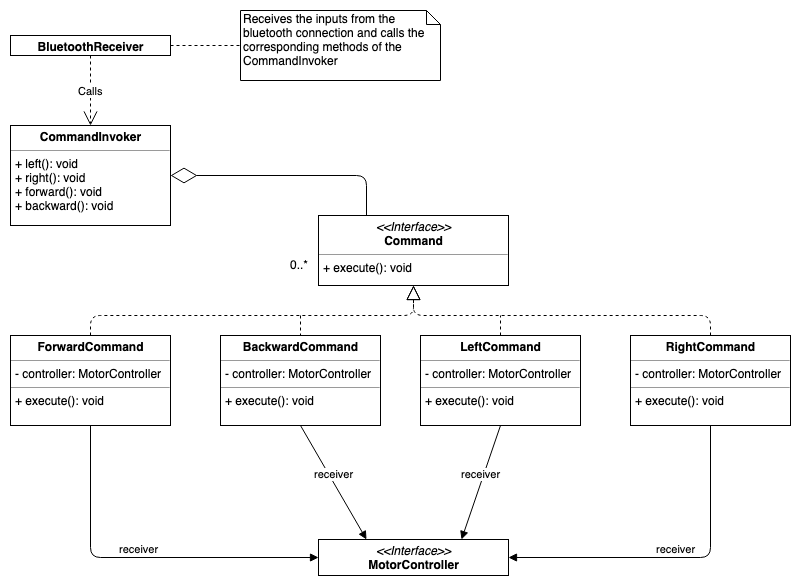 Receives the inputs from the
bluetooth connection and calls the
corresponding methods of the
CommandInvoker
BluetoothReceiver
Calls
CommandInvoker
+ left(): void
+ right(): void
+ forward(): void
+ backward(): void
<<Interface>>
Command
0..*
+ execute(): void
ForwardCommand
- controller: MotorController
+ execute(): void
BackwardCommand
- controller: MotorController
+ execute(): void
LeftCommand
- controller: MotorController
+ execute(): void
RightCommand
- controller: MotorController
+ execute(): void
receiver
receiver
receiver
receiver
<<Interface>>
MotorController